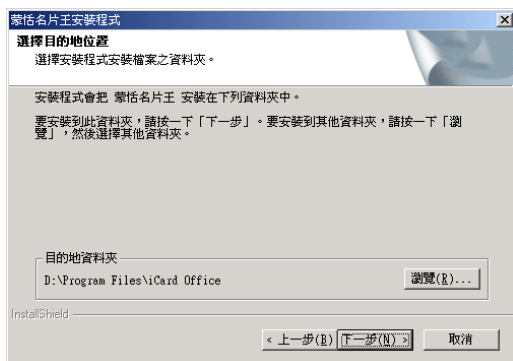 蒙恬名片王安裝程式
選擇目的地位置
選擇安裝程式安裝檔案之資料夾。
安裝程式會把 蒙恬名片王 安裝在下列資料夾中。
要安裝到此資料夾，請按一下「下一步」。要安裝到其他資料夾，請按一下「瀏
覽」，然後選擇其他資料夾。
目的地資料夾
D:\Program Files\iCard Office
瀏覽(R)...
InstallShield
< 上一步(B)
下一步(N) >
取消